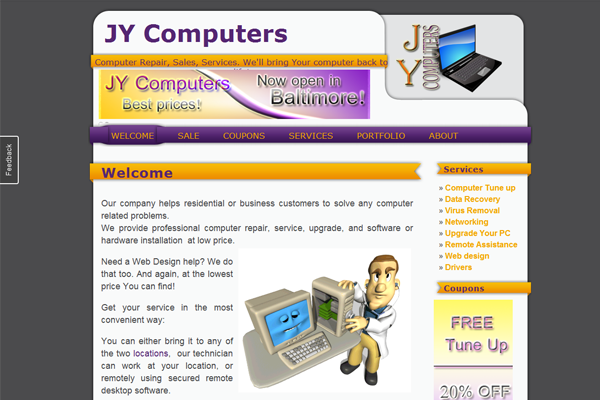 JY Computers
Computer Repair, Sales, Services. We'll bring Your computer back to
JY COMPUTERS
JY Computers
Best prices!
Now open in
Baltimore!
WELCOME SALE COUPONS SERVICES PORTFOLIO ABOUT
Feedback
Welcome
Our company helps residential or business customers to solve any computer
related problems.
We provide professional computer repair, service, upgrade, and software or
hardware installation at low price.
Need a Web Design help? We do
that too. And again, at the lowest
price You can find!
Get your service in the most
convenient way:
You can either bring it to any of
the two locations, our technician
can work at your location, or
remotely using secured remote
desktop software.
Services
» Computer Tune up
» Data Recovery
» Virus Removal
» Networking
» Upgrade Your PC
» Remote Assistance
» Web design
» Drivers
Coupons
FREE
Tune Up
20% OFF